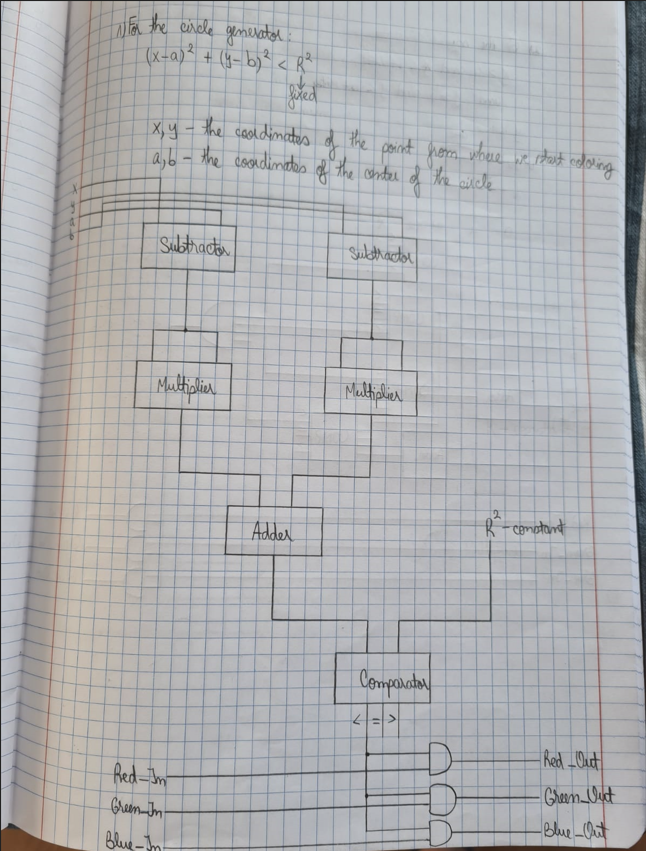 1) For the circle generator:
(x-a)² + (y-b)² < R²
fixed
x, y - the coordinates of the point from where we start coloring
a, b - the coordinates of the center of the circle
x
y
a
b
Subtractor Subtractor
Multiplier Multiplier
Adder R² - constant
Comparator
< = >
Red_In Red_Out
Green_In Green_Out
Blue_In Blue_Out